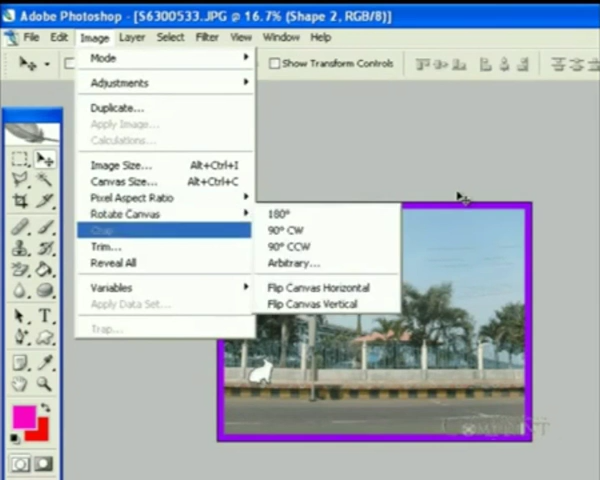 Adobe Photoshop - [S6300533.JPG @ 16.7% (Shape 2, RGB/8)]
File Edit Image Layer Select Filter View Window Help
Show Transform Controls
Mode
Adjustments
Duplicate...
Apply Image...
Calculations...
Image Size... Alt+Ctrl+I
Canvas Size... Alt+Ctrl+C
Pixel Aspect Ratio
Rotate Canvas
Crop
Trim...
Reveal All
Variables
Apply Data Set...
Trap...
180°
90° CW
90° CCW
Arbitrary...
Flip Canvas Horizontal
Flip Canvas Vertical
T